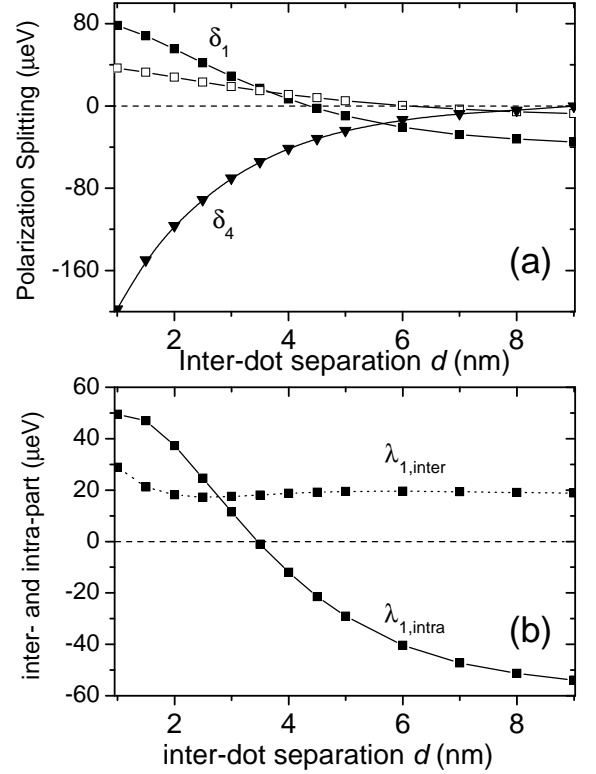 80
0
-80
-160
Polarization Splitting (μeV)
δ1
δ4
(a)
2 4 6 8
Inter-dot separation d (nm)
60
40
20
0
-20
-40
-60
inter- and intra-part (μeV)
λ1,inter
λ1,intra
(b)
2 4 6 8
inter-dot separation d (nm)